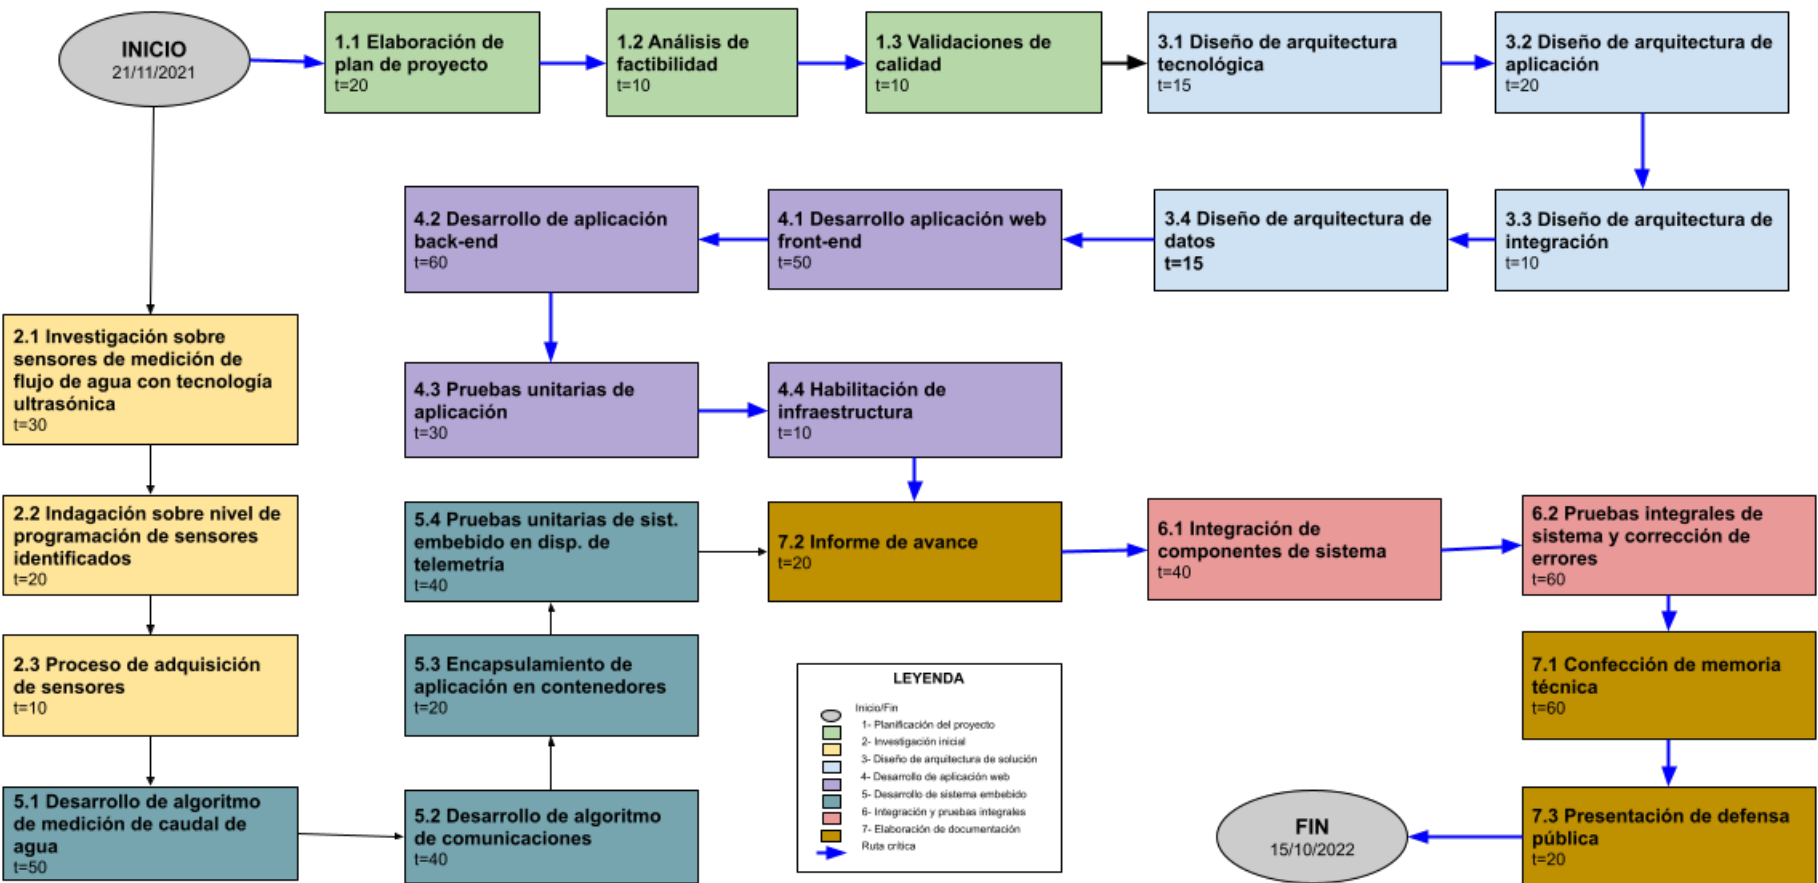 INICIO
21/11/2021
1.1 Elaboración de
plan de proyecto
t=20
1.2 Análisis de
factibilidad
t=10
1.3 Validaciones de
calidad
t=10
3.1 Diseño de arquitectura
tecnológica
t=15
3.2 Diseño de arquitectura de
aplicación
t=20
4.2 Desarrollo de aplicación
back-end
t=60
4.1 Desarrollo aplicación web
front-end
t=50
3.4 Diseño de arquitectura de
datos
t=15
3.3 Diseño de arquitectura de
integración
t=10
2.1 Investigación sobre
sensores de medición de
flujo de agua con tecnología
ultrasónica
t=30
4.3 Pruebas unitarias de
aplicación
t=30
4.4 Habilitación de
infraestructura
t=10
2.2 Indagación sobre nivel de
programación de sensores
identificados
t=20
5.4 Pruebas unitarias de sist.
embebido en disp. de
telemetría
t=40
7.2 Informe de avance
t=20
6.1 Integración de
componentes de sistema
t=40
6.2 Pruebas integrales de
sistema y corrección de
errores
t=60
2.3 Proceso de adquisición
de sensores
t=10
5.3 Encapsulamiento de
aplicación en contenedores
t=20
LEYENDA
Inicio/Fin
1- Planificación del proyecto
2- Investigación inicial
3- Diseño de arquitectura de solución
4- Desarrollo de aplicación web
5- Desarrollo de sistema embebido
6- Integración y pruebas integrales
7- Elaboración de documentación
Ruta crítica
7.1 Confección de memoria
técnica
t=60
5.1 Desarrollo de algoritmo
de medición de caudal de
agua
t=50
5.2 Desarrollo de algoritmo
de comunicaciones
t=40
FIN
15/10/2022
7.3 Presentación de defensa
pública
t=20